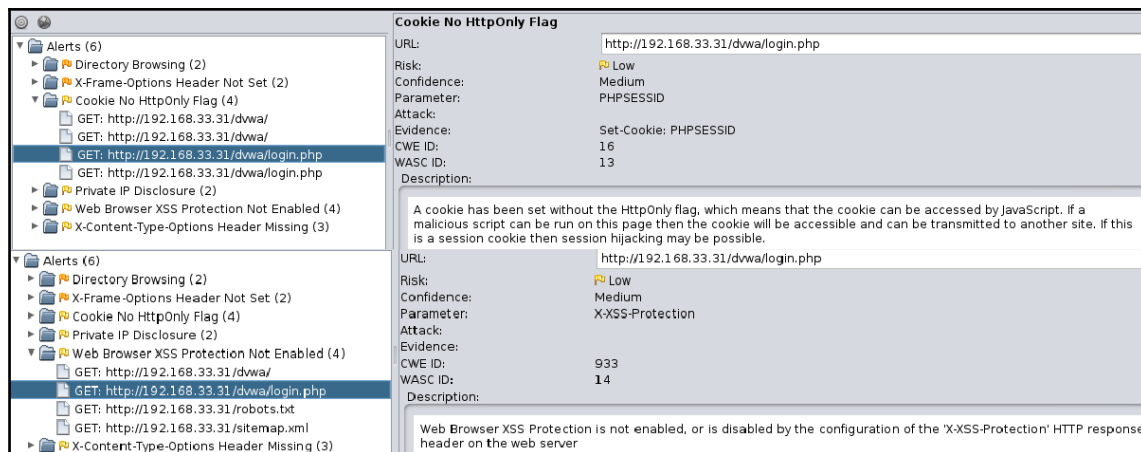 Alerts (6)
Directory Browsing (2)
X-Frame-Options Header Not Set (2)
Cookie No HttpOnly Flag (4)
GET: http://192.168.33.31/dvwa/
GET: http://192.168.33.31/dvwa/
GET: http://192.168.33.31/dvwa/login.php
GET: http://192.168.33.31/dvwa/login.php
Private IP Disclosure (2)
Web Browser XSS Protection Not Enabled (4)
X-Content-Type-Options Header Missing (3)
Cookie No HttpOnly Flag
URL: http://192.168.33.31/dvwa/login.php
Risk: Low
Confidence: Medium
Parameter: PHPSESSID
Attack:
Evidence: Set-Cookie: PHPSESSID
CWE ID: 16
WASC ID: 13
Description:
A cookie has been set without the HttpOnly flag, which means that the cookie can be accessed by JavaScript. If a
malicious script can be run on this page then the cookie will be accessible and can be transmitted to another site. If this
is a session cookie then session hijacking may be possible.
Alerts (6)
Directory Browsing (2)
X-Frame-Options Header Not Set (2)
Cookie No HttpOnly Flag (4)
Private IP Disclosure (2)
Web Browser XSS Protection Not Enabled (4)
GET: http://192.168.33.31/dvwa/
GET: http://192.168.33.31/dvwa/login.php
GET: http://192.168.33.31/robots.txt
GET: http://192.168.33.31/sitemap.xml
X-Content-Type-Options Header Missing (3)
URL: http://192.168.33.31/dvwa/login.php
Risk: Low
Confidence: Medium
Parameter: X-XSS-Protection
Attack:
Evidence:
CWE ID: 933
WASC ID: 14
Description:
Web Browser XSS Protection is not enabled, or is disabled by the configuration of the 'X-XSS-Protection' HTTP response
header on the web server